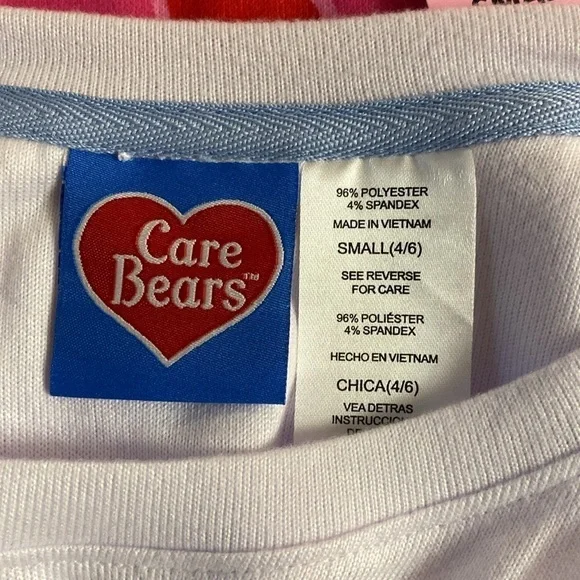 Care
Bears™
96% POLYESTER
4% SPANDEX
MADE IN VIETNAM
SMALL(4/6)
SEE REVERSE
FOR CARE
96% POLIÉSTER
4% SPANDEX
HECHO EN VIETNAM
CHICA(4/6)
VEA DETRAS